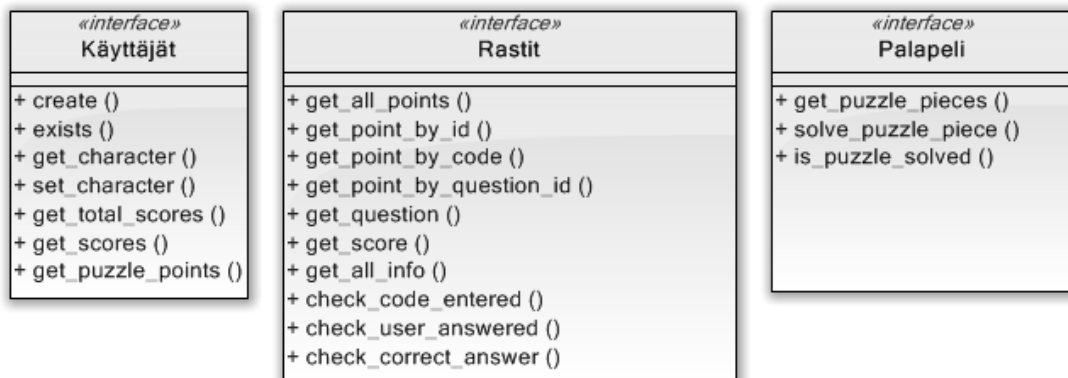 «interface»
Käyttäjät
+ create ()
+ exists ()
+ get_character ()
+ set_character ()
+ get_total_scores ()
+ get_scores ()
+ get_puzzle_points ()
«interface»
Rastit
+ get_all_points ()
+ get_point_by_id ()
+ get_point_by_code ()
+ get_point_by_question_id ()
+ get_question ()
+ get_score ()
+ get_all_info ()
+ check_code_entered ()
+ check_user_answered ()
+ check_correct_answer ()
«interface»
Palapeli
+ get_puzzle_pieces ()
+ solve_puzzle_piece ()
+ is_puzzle_solved ()